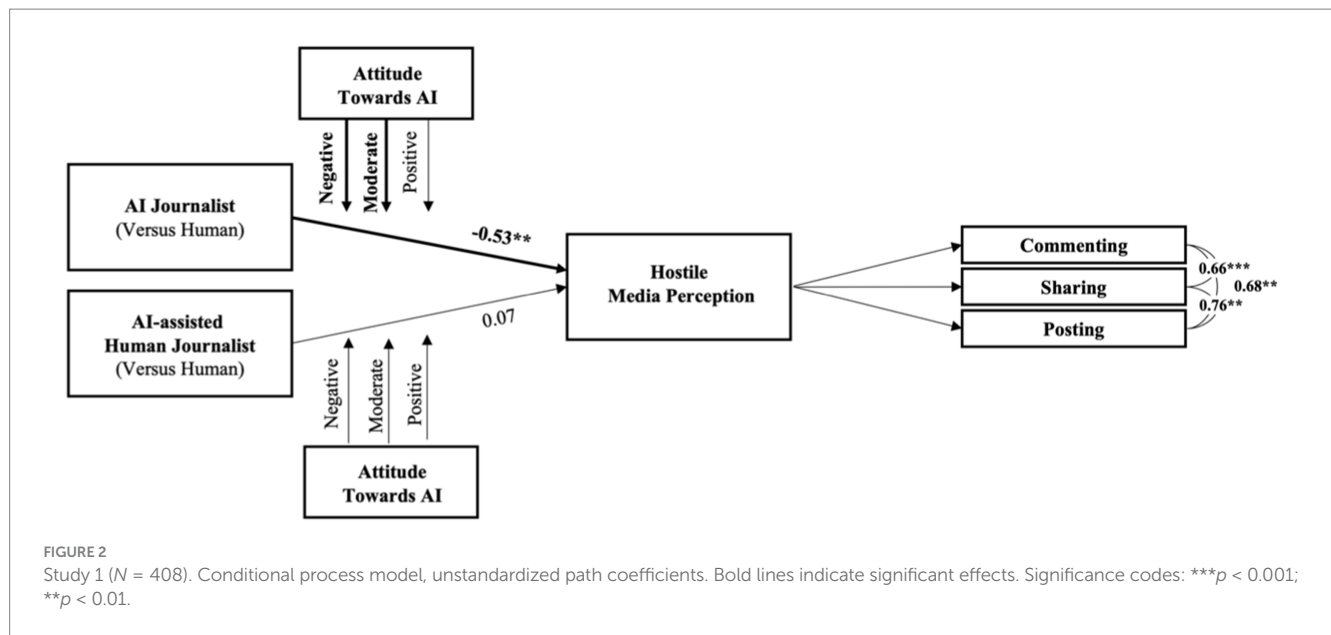 Attitude
Towards AI
Negative
Moderate
Positive
AI Journalist
(Versus Human)
-0.53**
Hostile
Media Perception
AI-assisted
Human Journalist
(Versus Human)
0.07
Negative
Moderate
Positive
Attitude
Towards AI
Commenting
Sharing
Posting
0.66***
0.68**
0.76**
FIGURE 2
Study 1 (N = 408). Conditional process model, unstandardized path coefficients. Bold lines indicate significant effects. Significance codes: ***p < 0.001;
**p < 0.01.